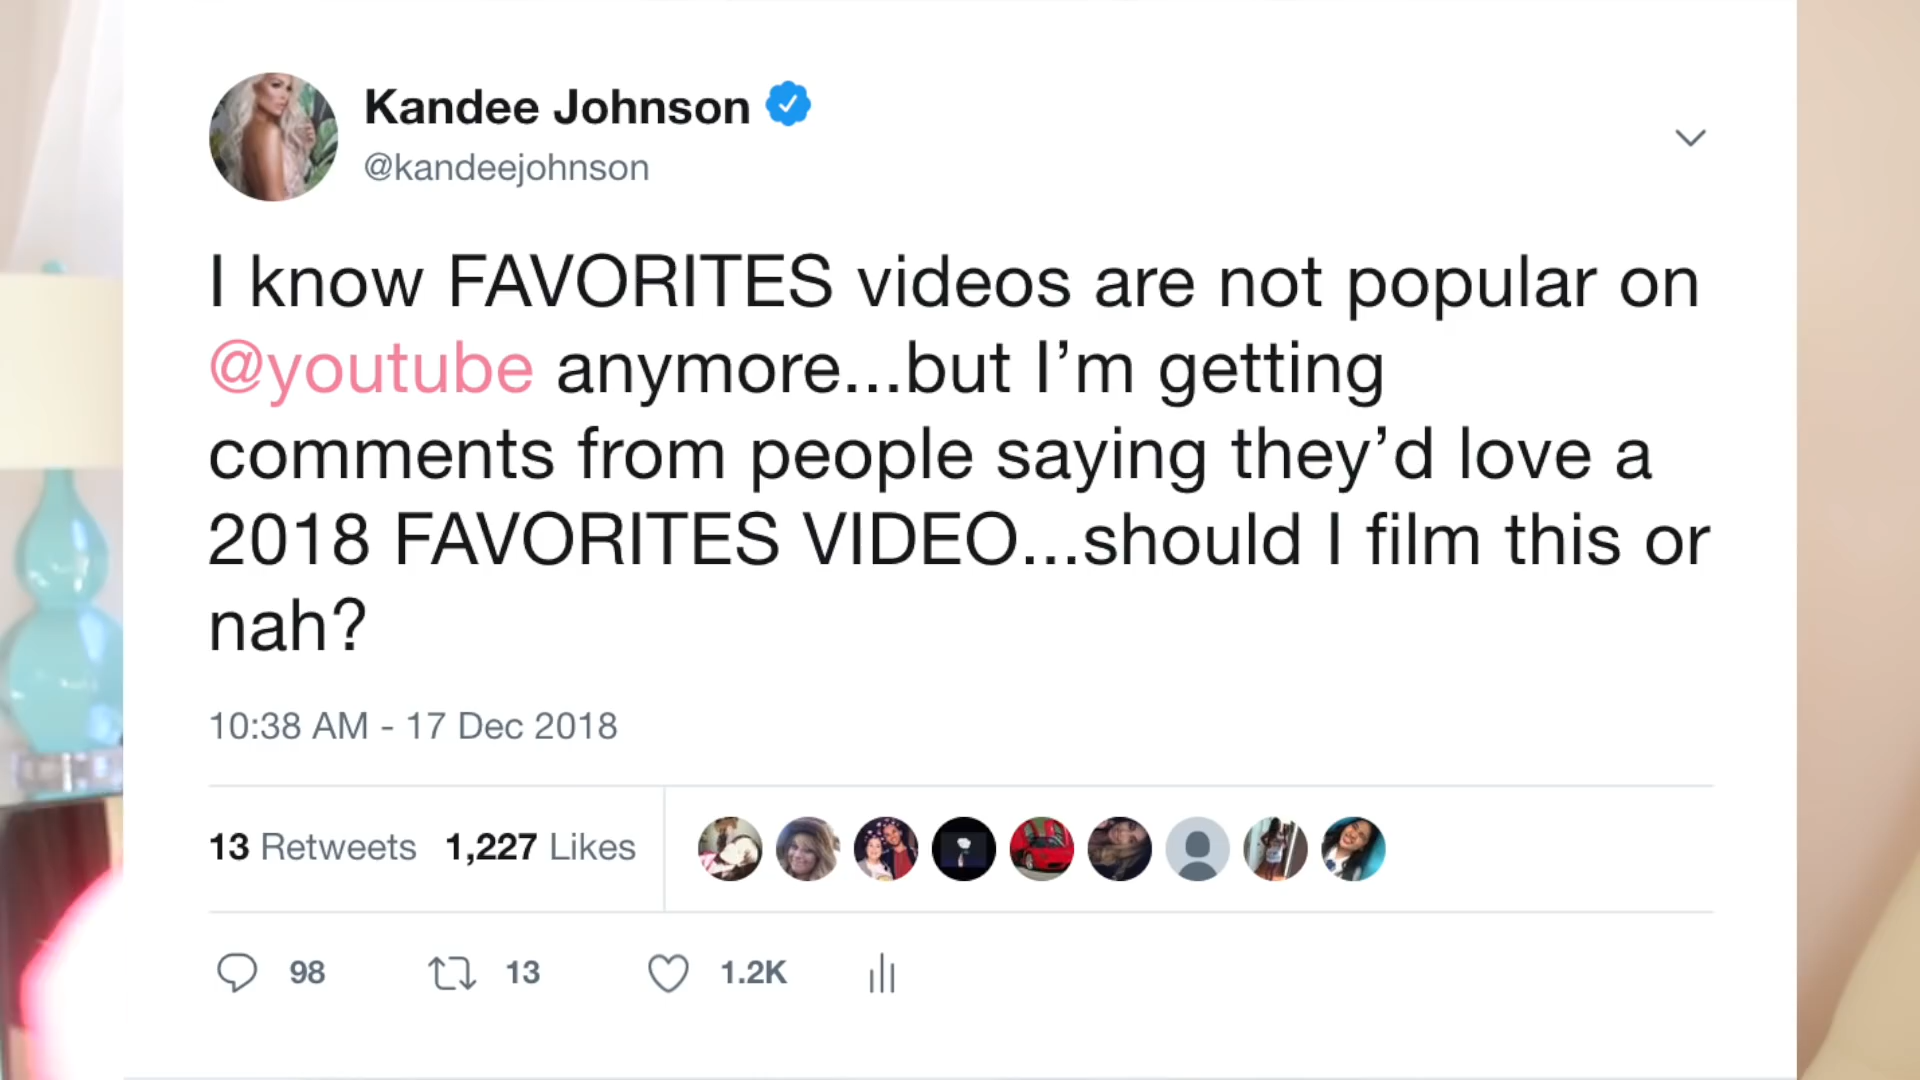 Kandee Johnson
@kandeejohnson
I know FAVORITES videos are not popular on
@youtube anymore...but I’m getting
comments from people saying they’d love a
2018 FAVORITES VIDEO...should I film this or
nah?
10:38 AM - 17 Dec 2018
13 Retweets 1,227 Likes
98 13 1.2K